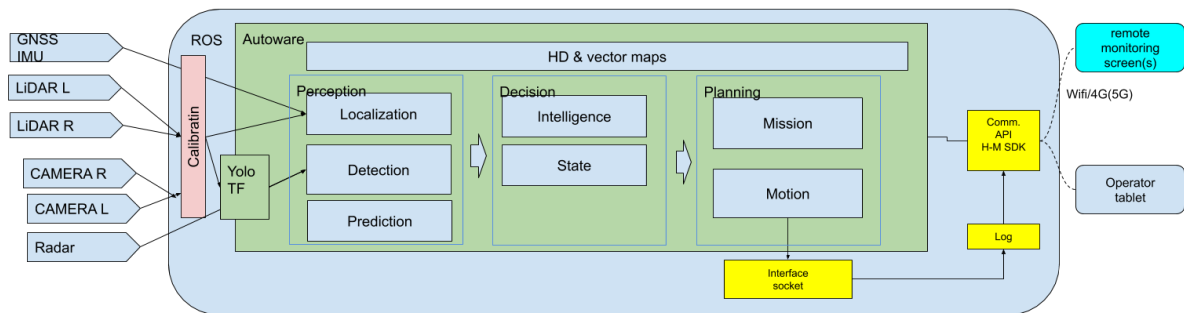 GNSS
IMU
LiDAR L
LiDAR R
CAMERA R
CAMERA L
Radar
ROS
Calibratin
Autoware
HD & vector maps
Yolo
TF
Perception
Localization
Detection
Prediction
Decision
Intelligence
State
Planning
Mission
Motion
Interface
socket
Log
Comm.
API
H-M SDK
Wifi/4G(5G)
remote
monitoring
screen(s)
Operator
tablet